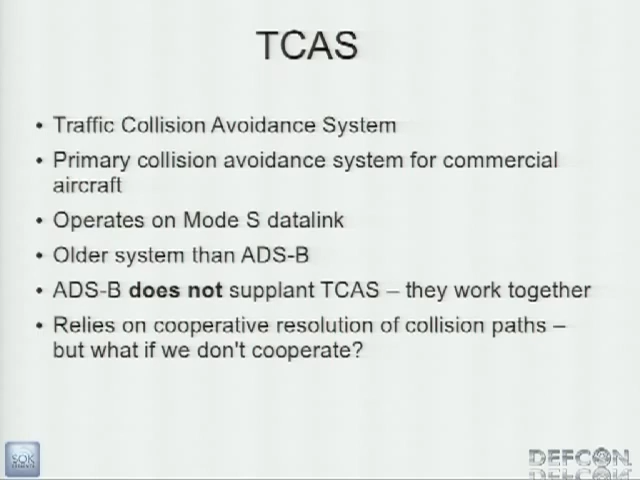 TCAS
• Traffic Collision Avoidance System
• Primary collision avoidance system for commercial
aircraft
• Operates on Mode S datalink
• Older system than ADS-B
• ADS-B does not supplant TCAS – they work together
• Relies on cooperative resolution of collision paths –
but what if we don't cooperate?
SOK
DEFCON